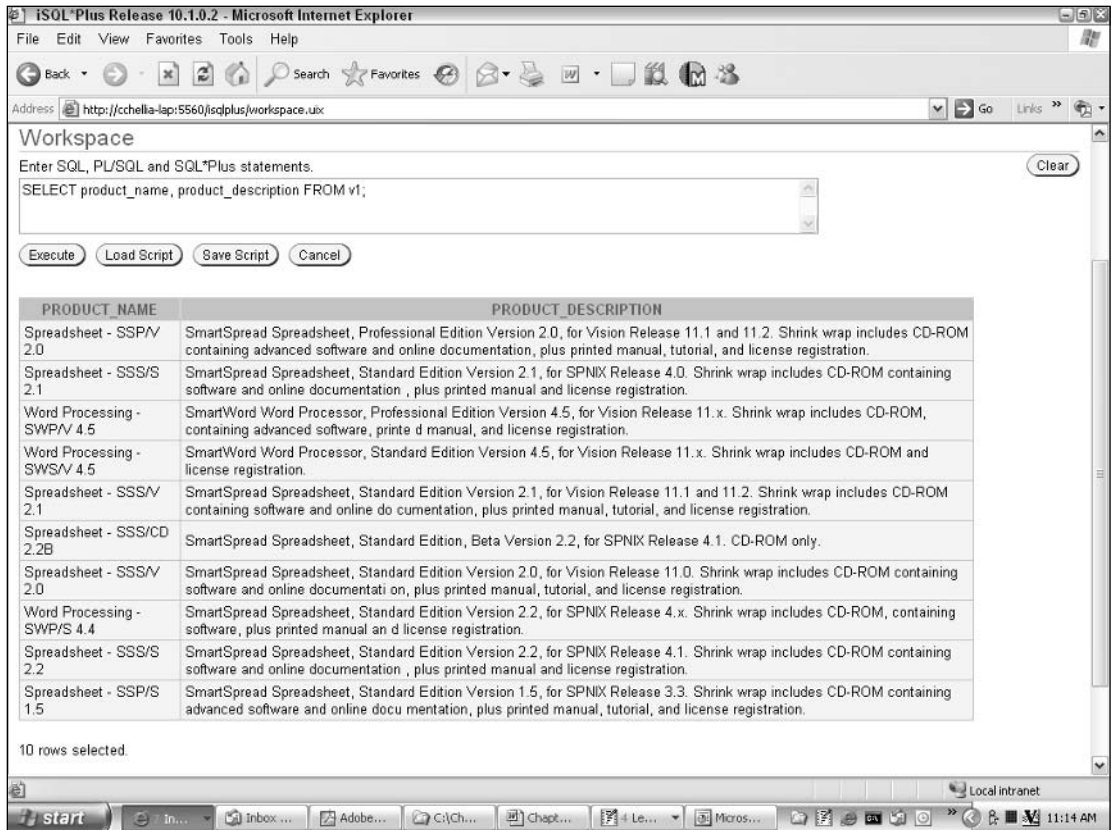 iSQL*Plus Release 10.1.0.2 - Microsoft Internet Explorer
File Edit View Favorites Tools Help
Back Search Favorites
Address http://cchellia-lap:5560/isqlplus/workspace.uix Go Links »
Workspace
Enter SQL, PL/SQL and SQL*Plus statements. Clear
SELECT product_name, product_description FROM v1;
Execute Load Script Save Script Cancel
PRODUCT_NAME PRODUCT_DESCRIPTION
Spreadsheet - SSP/V
2.0
SmartSpread Spreadsheet, Professional Edition Version 2.0, for Vision Release 11.1 and 11.2. Shrink wrap includes CD-ROM
containing advanced software and online documentation, plus printed manual, tutorial, and license registration.
Spreadsheet - SSS/S
2.1
SmartSpread Spreadsheet, Standard Edition Version 2.1, for SPNIX Release 4.0. Shrink wrap includes CD-ROM containing
software and online documentation , plus printed manual and license registration.
Word Processing -
SWP/V 4.5
SmartWord Word Processor, Professional Edition Version 4.5, for Vision Release 11.x. Shrink wrap includes CD-ROM,
containing advanced software, printe d manual, and license registration.
Word Processing -
SWS/V 4.5
SmartWord Word Processor, Standard Edition Version 4.5, for Vision Release 11.x. Shrink wrap includes CD-ROM and
license registration.
Spreadsheet - SSS/V
2.1
SmartSpread Spreadsheet, Standard Edition Version 2.1, for Vision Release 11.1 and 11.2. Shrink wrap includes CD-ROM
containing software and online do cumentation, plus printed manual, tutorial, and license registration.
Spreadsheet - SSS/CD
2.2B
SmartSpread Spreadsheet, Standard Edition, Beta Version 2.2, for SPNIX Release 4.1. CD-ROM only.
Spreadsheet - SSS/V
2.0
SmartSpread Spreadsheet, Standard Edition Version 2.0, for Vision Release 11.0. Shrink wrap includes CD-ROM containing
software and online documentati on, plus printed manual, tutorial, and license registration.
Word Processing -
SWP/S 4.4
SmartSpread Spreadsheet, Standard Edition Version 2.2, for SPNIX Release 4.x. Shrink wrap includes CD-ROM, containing
software, plus printed manual an d license registration.
Spreadsheet - SSS/S
2.2
SmartSpread Spreadsheet, Standard Edition Version 2.2, for SPNIX Release 4.1. Shrink wrap includes CD-ROM containing
software and online documentation , plus printed manual and license registration.
Spreadsheet - SSP/S
1.5
SmartSpread Spreadsheet, Standard Edition Version 1.5, for SPNIX Release 3.3. Shrink wrap includes CD-ROM containing
advanced software and online docu mentation, plus printed manual, tutorial, and license registration.
10 rows selected.
Local intranet
start 7 In... Inbox ... Adobe... C:\Ch... Chapt... 4 Le... Micros... » 11:14 AM